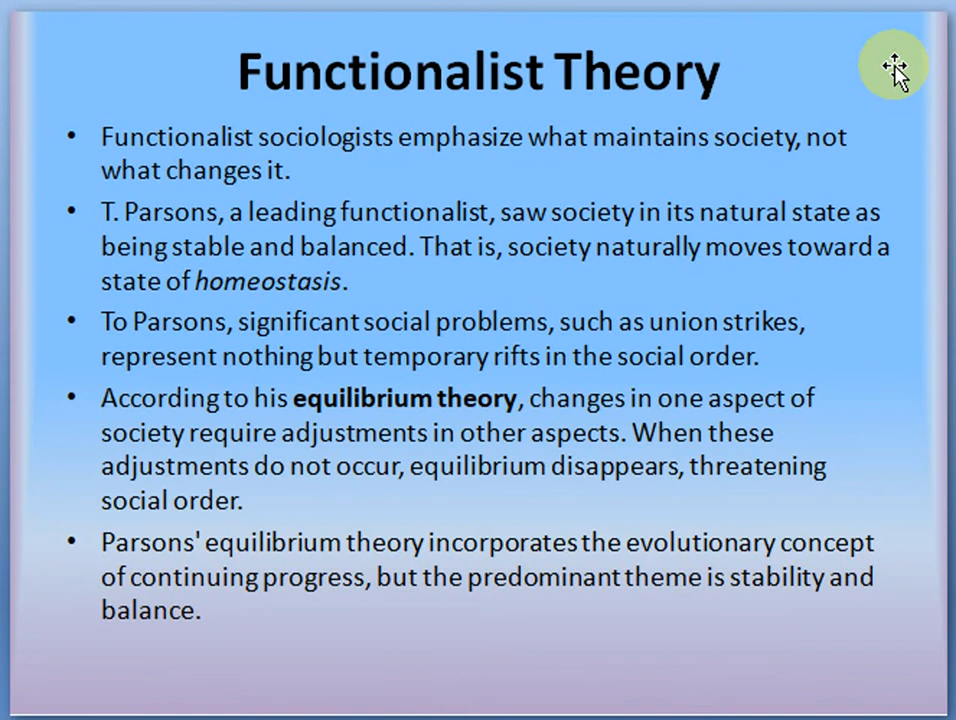 Functionalist Theory
• Functionalist sociologists emphasize what maintains society, not
what changes it.
• T. Parsons, a leading functionalist, saw society in its natural state as
being stable and balanced. That is, society naturally moves toward a
state of homeostasis.
• To Parsons, significant social problems, such as union strikes,
represent nothing but temporary rifts in the social order.
• According to his equilibrium theory, changes in one aspect of
society require adjustments in other aspects. When these
adjustments do not occur, equilibrium disappears, threatening
social order.
• Parsons' equilibrium theory incorporates the evolutionary concept
of continuing progress, but the predominant theme is stability and
balance.